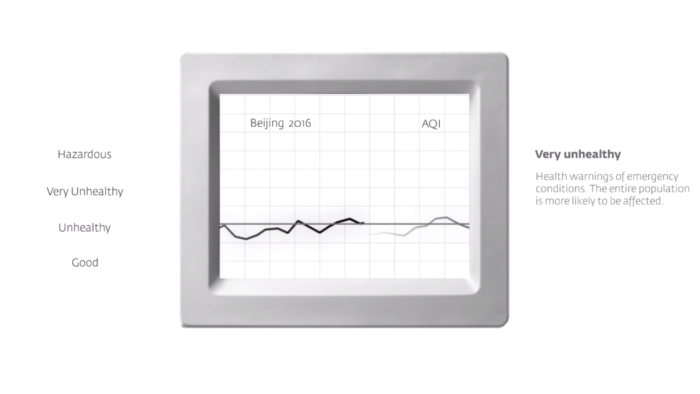 Beijing 2016
AQI
Hazardous
Very Unhealthy
Unhealthy
Good
Very unhealthy
Health warnings of emergency
conditions. The entire population
is more likely to be affected.